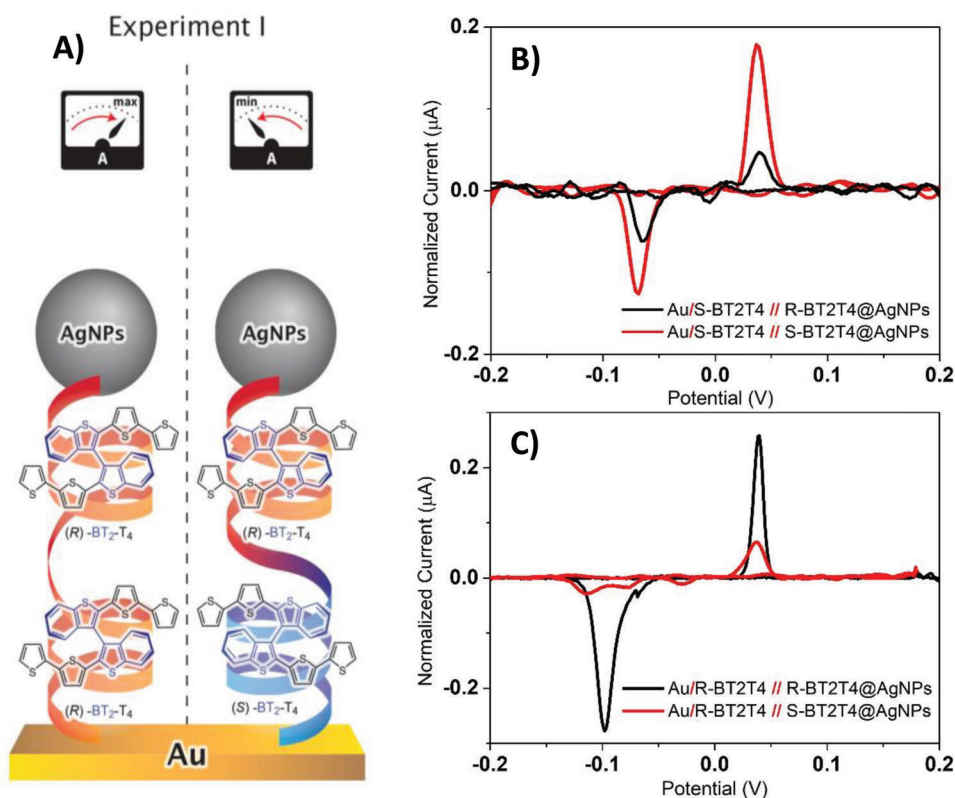 Experiment I
A)
max
A
min
A
AgNPs
AgNPs
S
S
S
S
S
S
(R) -BT2-T4
S
S
S
S
S
S
(R) -BT2-T4
S
S
S
S
S
S
(R) -BT2-T4
S
S
S
S
S
S
(S) -BT2-T4
Au
B)
Normalized Current (µA)
0.2
0.0
-0.2
Au/S-BT2T4 // R-BT2T4@AgNPs
Au/S-BT2T4 // S-BT2T4@AgNPs
-0.2 -0.1 0.0 0.1 0.2
Potential (V)
C)
Normalized Current (µA)
0.2
0.0
-0.2
Au/R-BT2T4 // R-BT2T4@AgNPs
Au/R-BT2T4 // S-BT2T4@AgNPs
-0.2 -0.1 0.0 0.1 0.2
Potential (V)